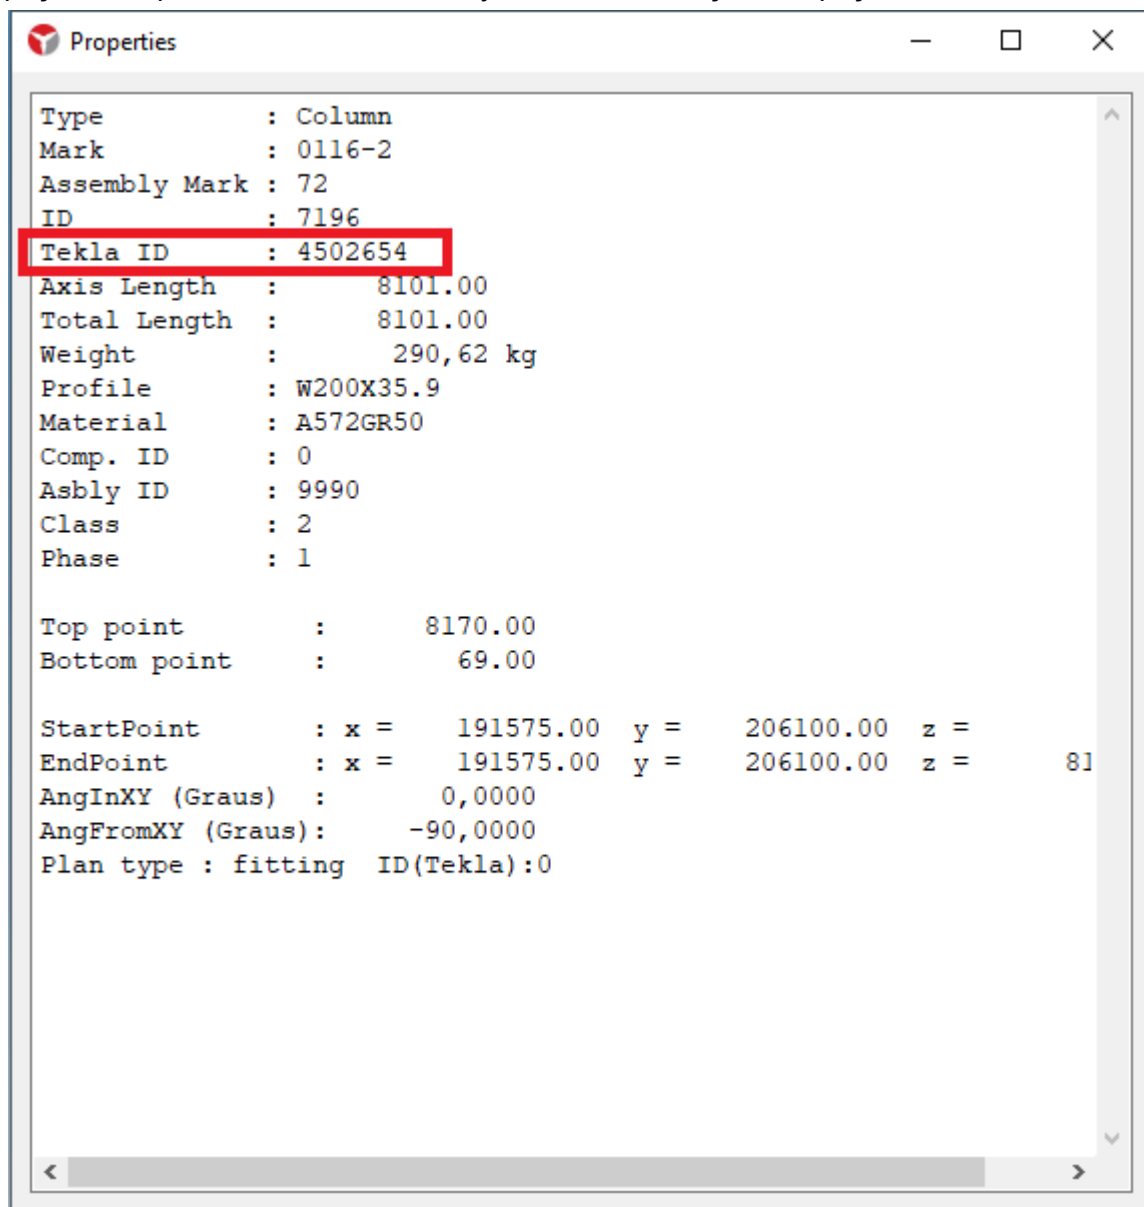 Properties
Type : Column
Mark : 0116-2
Assembly Mark : 72
ID : 7196
Tekla ID : 4502654
Axis Length : 8101.00
Total Length : 8101.00
Weight : 290,62 kg
Profile : W200X35.9
Material : A572GR50
Comp. ID : 0
Asbly ID : 9990
Class : 2
Phase : 1
Top point : 8170.00
Bottom point : 69.00
StartPoint : x = 191575.00 y = 206100.00 z =
EndPoint : x = 191575.00 y = 206100.00 z = 81
AngInXY (Graus) : 0,0000
AngFromXY (Graus): -90,0000
Plan type : fitting ID(Tekla):0